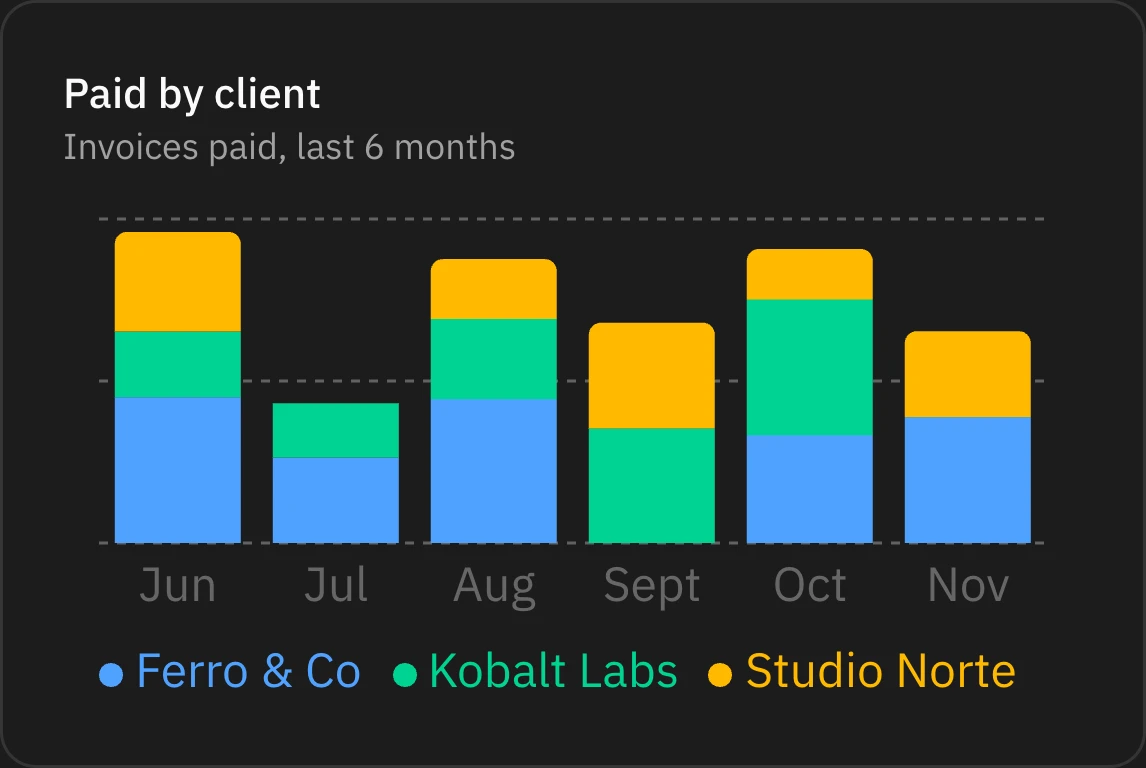 Paid by client
Invoices paid, last 6 months
Jun Jul Aug Sept Oct Nov
Ferro & Co Kobalt Labs Studio Norte